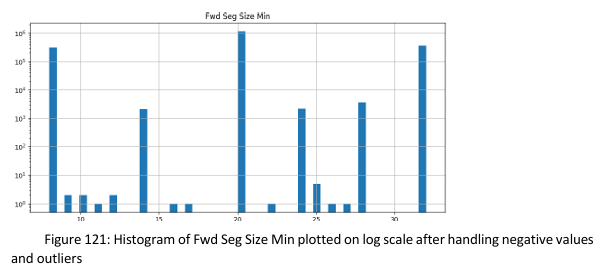 Fwd Seg Size Min
10⁶
10⁵
10⁴
10³
10²
10¹
10⁰
10 15 20 25 30
Figure 121: Histogram of Fwd Seg Size Min plotted on log scale after handling negative values
and outliers